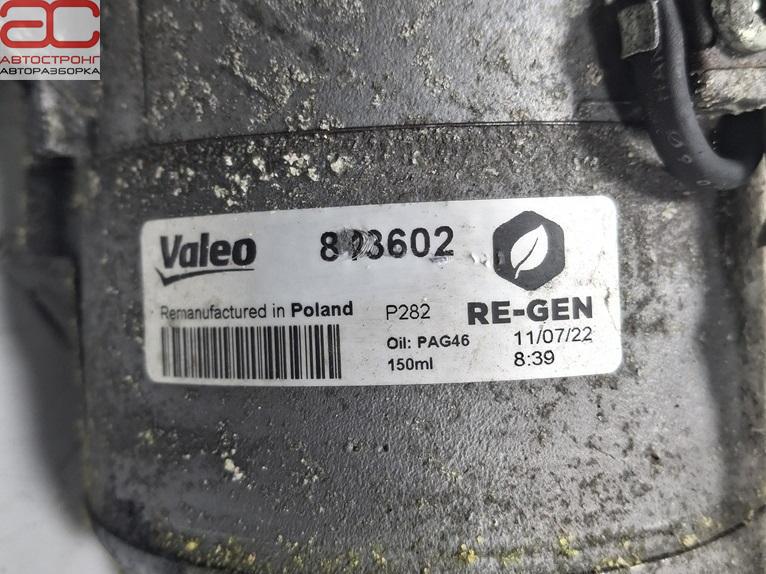 АС
АВТОСТРОНГ
АВТОРАЗБОРКА
Valeo
RE-GEN
Remanufactured in Poland
P282
Oil: PAG46
11/07/22
150ml
8:39